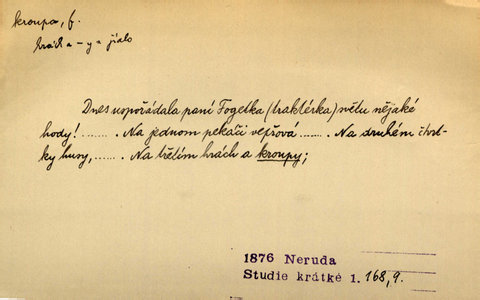 kroupa, f.
hrách a -y = jídlo
Dnes uspořádala paní Fogelka (traktérka) větu nějaké
hody! ....... . Na jednom pekáči vepřová ....... . Na druhém čtvrt-
ky husy, ...... . Na třetím hrách a kroupy;
1876 Neruda
Studie krátké 1. 168,9.